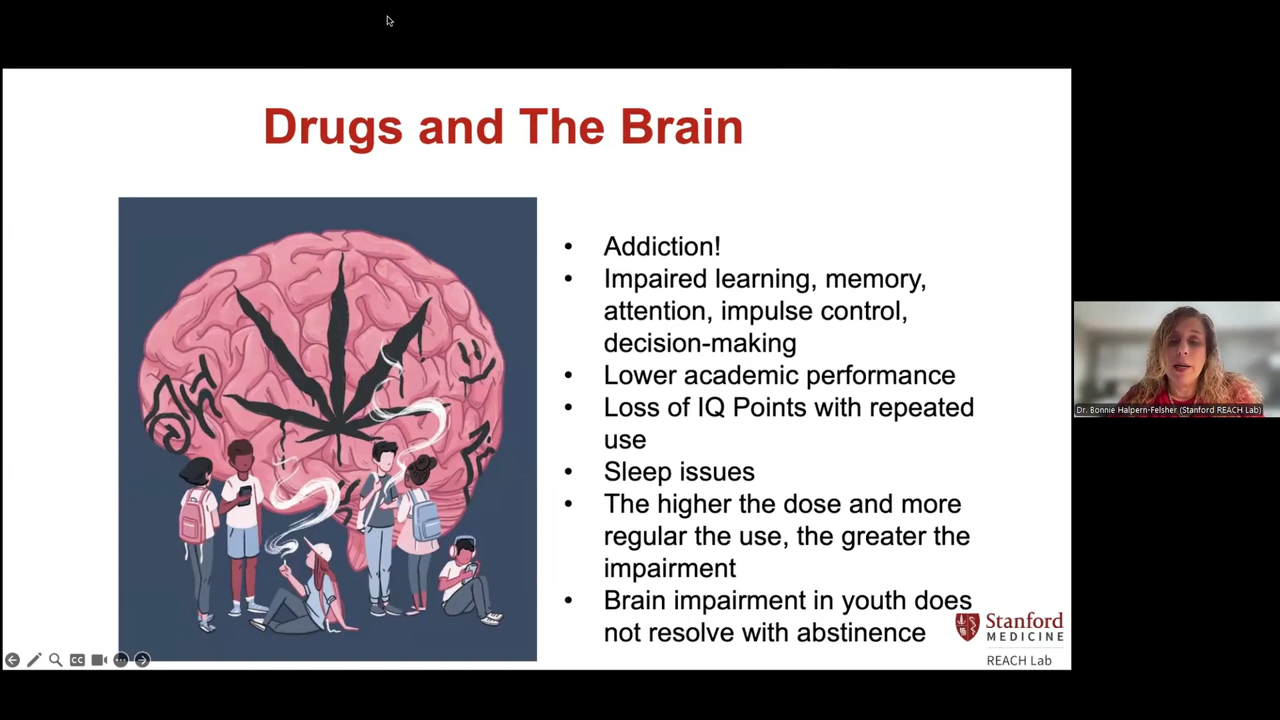 Drugs and The Brain
• Addiction!
• Impaired learning, memory,
attention, impulse control,
decision-making
• Lower academic performance
• Loss of IQ Points with repeated
use
• Sleep issues
• The higher the dose and more
regular the use, the greater the
impairment
• Brain impairment in youth does
not resolve with abstinence
Stanford
MEDICINE
REACH Lab
CC
Dr. Bonnie Halpern-Felsher (Stanford REACH Lab)